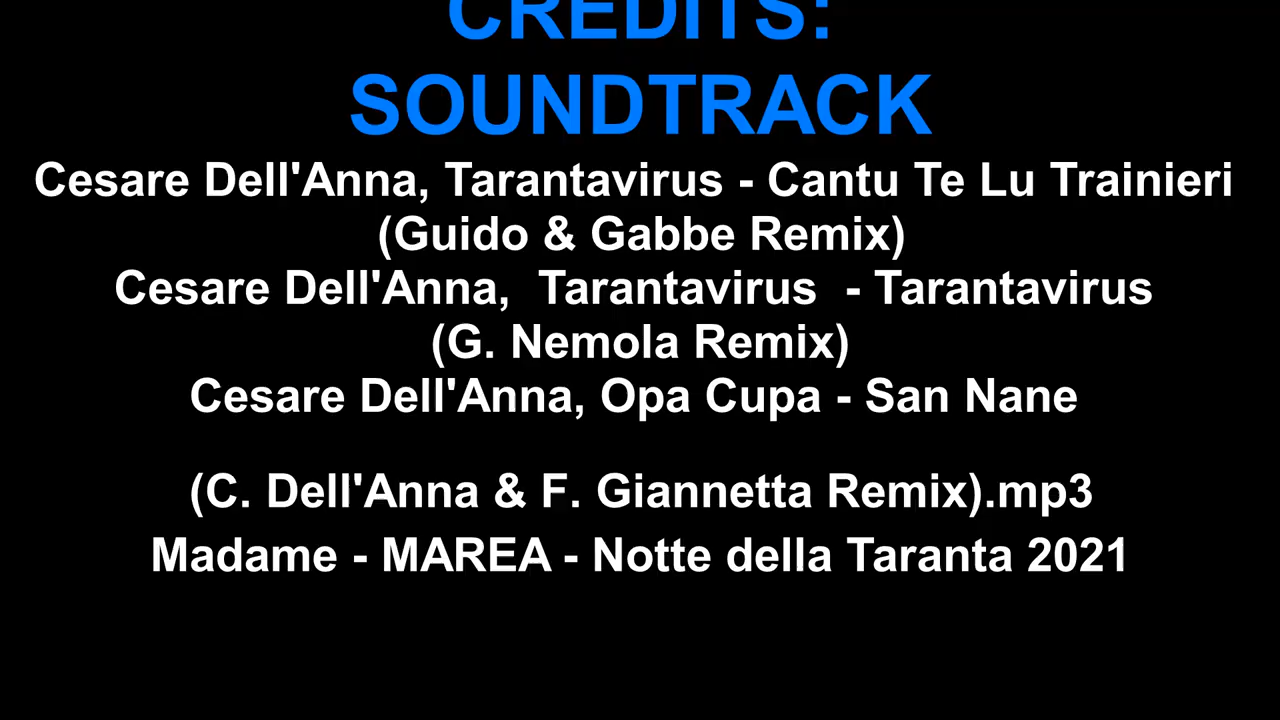 CREDITS:
SOUNDTRACK
Cesare Dell'Anna, Tarantavirus - Cantu Te Lu Trainieri
(Guido & Gabbe Remix)
Cesare Dell'Anna,  Tarantavirus  - Tarantavirus
(G. Nemola Remix)
Cesare Dell'Anna, Opa Cupa - San Nane
(C. Dell'Anna & F. Giannetta Remix).mp3
Madame - MAREA - Notte della Taranta 2021